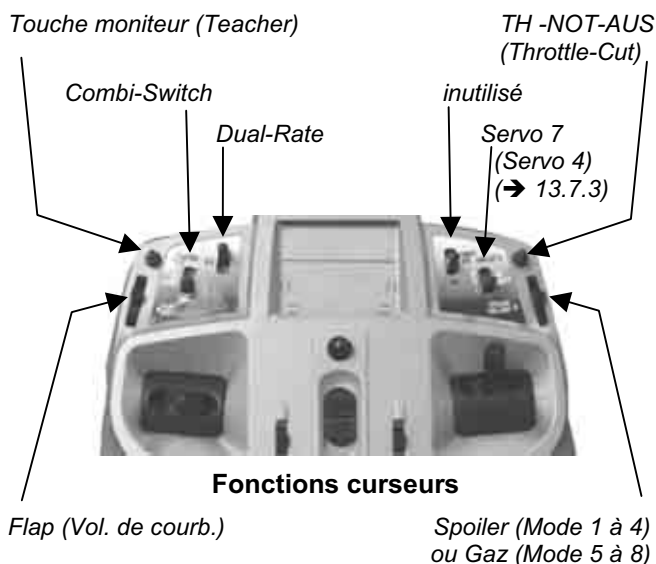 Touche moniteur (Teacher)
TH -NOT-AUS
(Throttle-Cut)
Combi-Switch
inutilisé
Dual-Rate
Servo 7
(Servo 4)
(➔ 13.7.3)
Fonctions curseurs
Flap (Vol. de courb.)
Spoiler (Mode 1 à 4)
ou Gaz (Mode 5 à 8)